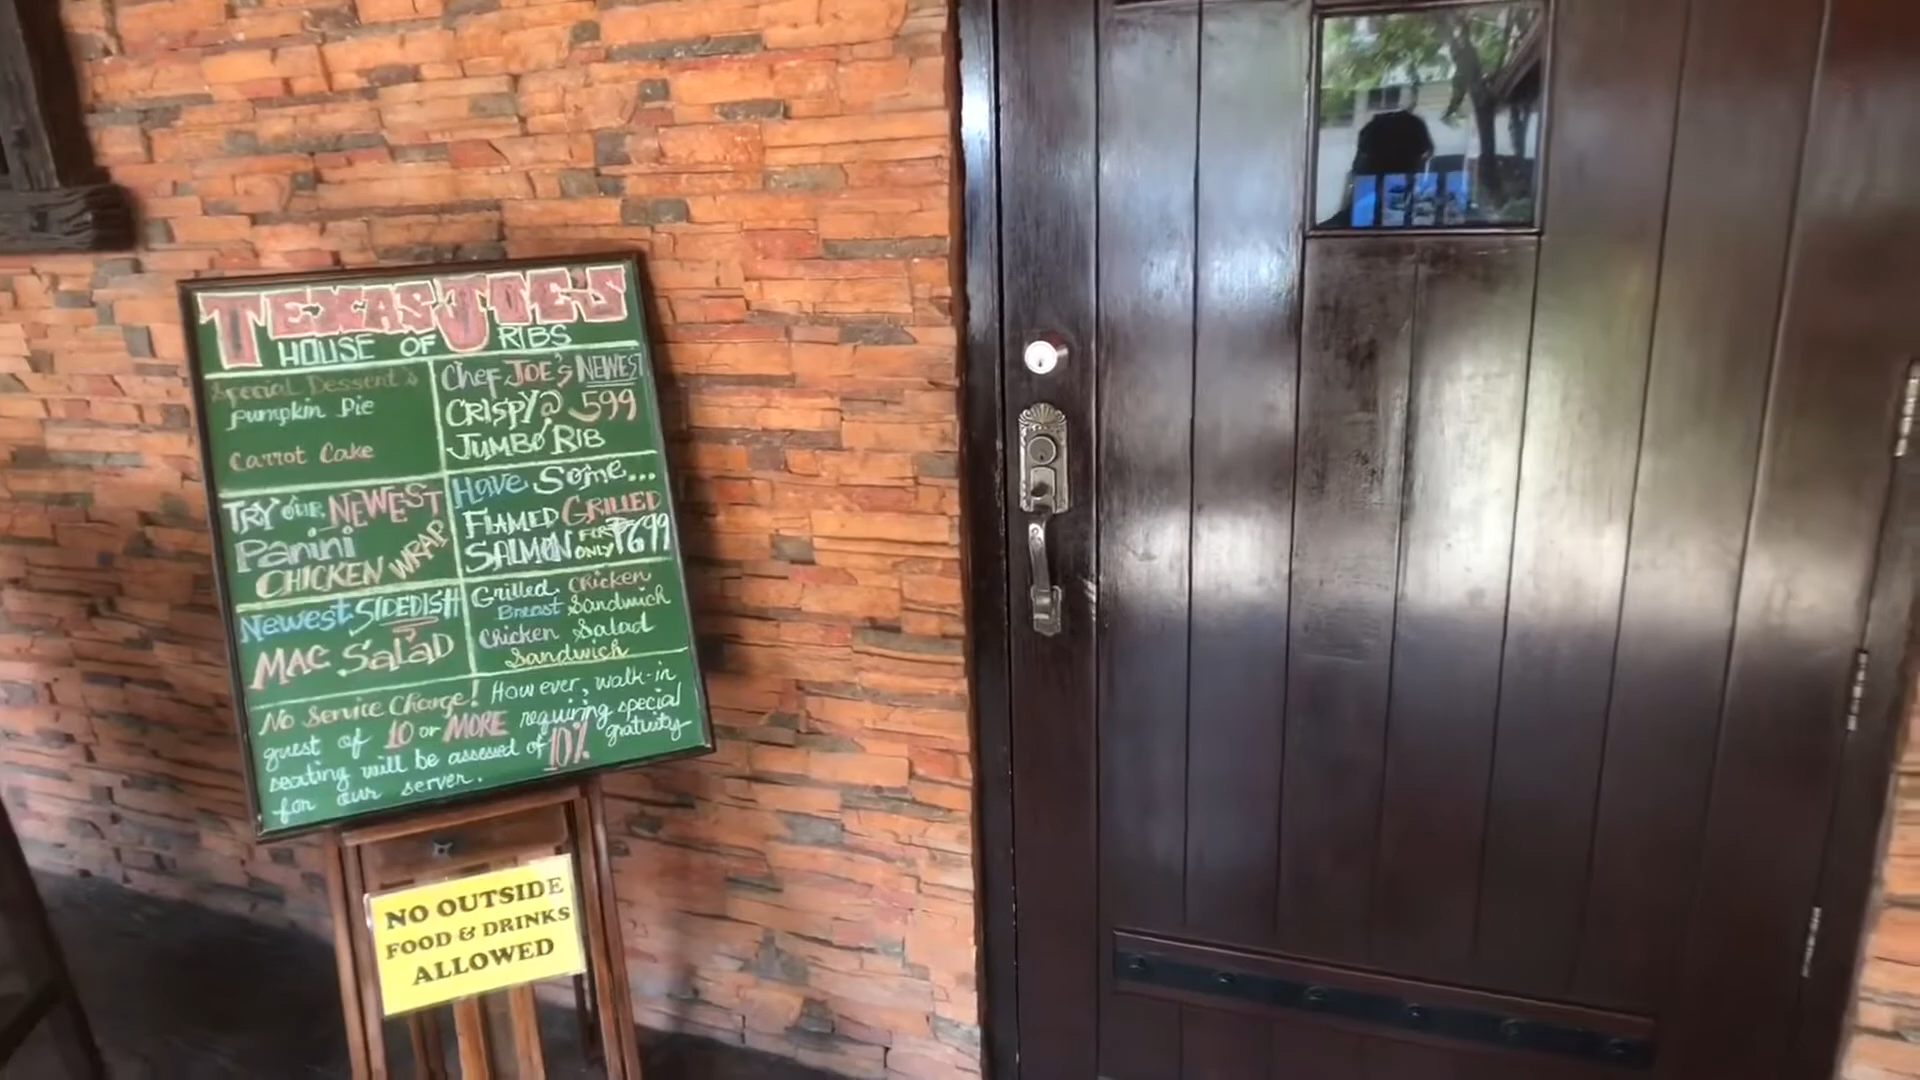 TEXAS JOE'S
HOUSE OF RIBS
Special Dessert's
Pumpkin Pie
Carrot Cake
TRY OUR NEWEST
Panini
CHICKEN WRAP
Newest SIDEDISH
MAC Salad
Chef JOE'S NEWEST
CRISPY @ 599
JUMBO RIB
Have Some...
FLAMED GRILLED
SALMON FOR ONLY ₱699
Grilled Chicken
Breast Sandwich
Chicken Salad
Sandwich
No Service Charge! However, walk-in
guest of 10 or MORE requiring special
seating will be assessed of 10% gratuity
for our server.
NO OUTSIDE
FOOD & DRINKS
ALLOWED